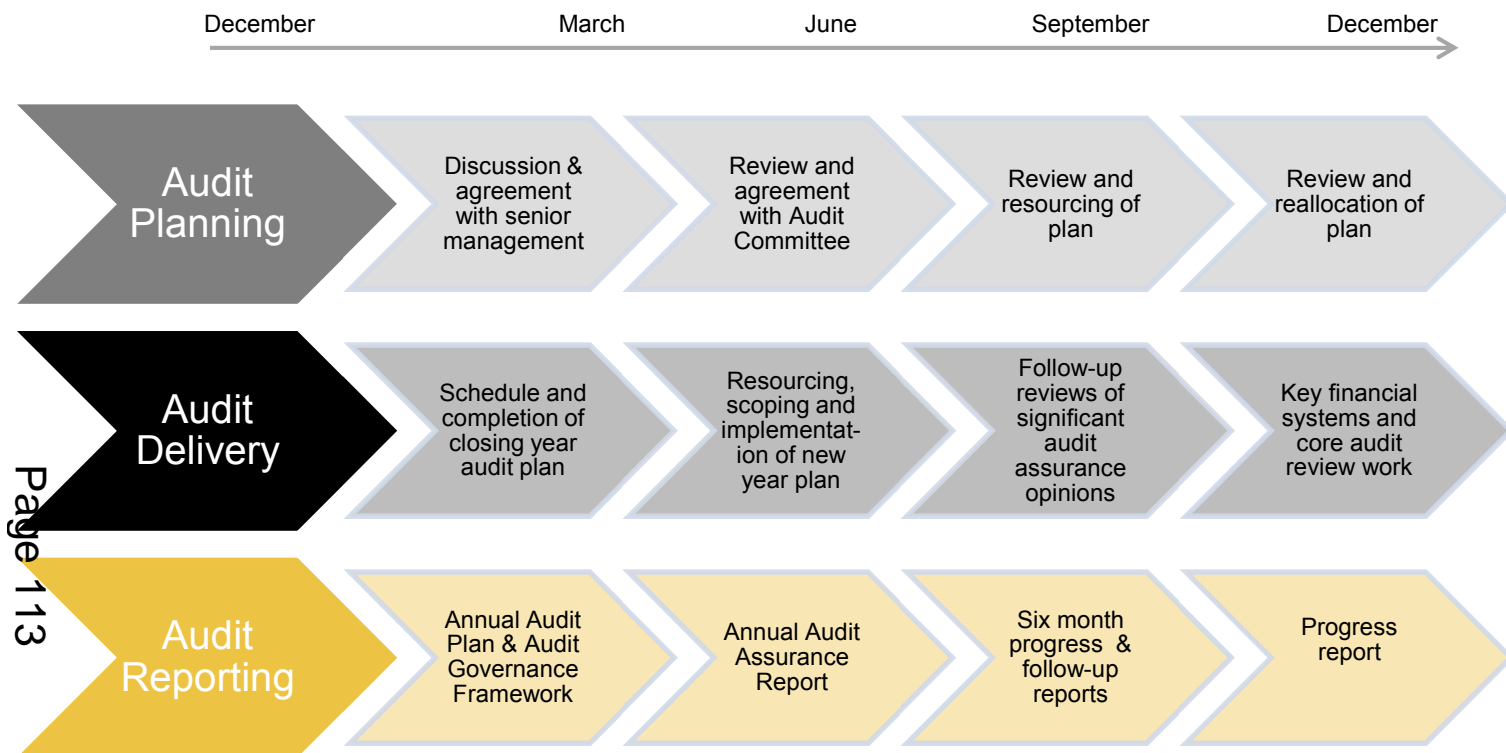 December March June September December
Audit
Planning
Discussion &
agreement
with senior
management
Review and
agreement
with Audit
Committee
Review and
resourcing of
plan
Review and
reallocation of
plan
Audit
Delivery
Schedule and
completion of
closing year
audit plan
Resourcing,
scoping and
implementat-
ion of new
year plan
Follow-up
reviews of
significant
audit
assurance
opinions
Key financial
systems and
core audit
review work
Audit
Reporting
Annual Audit
Plan & Audit
Governance
Framework
Annual Audit
Assurance
Report
Six month
progress &
follow-up
reports
Progress
report
Page 113